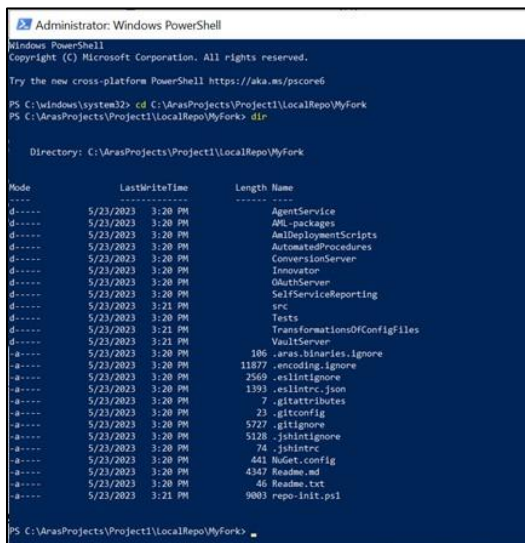 Administrator: Windows PowerShell
Windows PowerShell
Copyright (C) Microsoft Corporation. All rights reserved.
Try the new cross-platform PowerShell https://aka.ms/pscore6
PS C:\windows\system32> cd C:\ArasProjects\Project1\LocalRepo\MyFork
PS C:\ArasProjects\Project1\LocalRepo\MyFork> dir
Directory: C:\ArasProjects\Project1\LocalRepo\MyFork
Mode LastWriteTime Length Name
---- ------------- ------ ----
d----- 5/23/2023 3:20 PM AgentService
d----- 5/23/2023 3:20 PM AML-packages
d----- 5/23/2023 3:20 PM AmlDeploymentScripts
d----- 5/23/2023 3:20 PM AutomatedProcedures
d----- 5/23/2023 3:20 PM ConversionServer
d----- 5/23/2023 3:20 PM Innovator
d----- 5/23/2023 3:20 PM OAuthServer
d----- 5/23/2023 3:20 PM SelfServiceReporting
d----- 5/23/2023 3:21 PM src
d----- 5/23/2023 3:20 PM Tests
d----- 5/23/2023 3:21 PM TransformationsOfConfigFiles
d----- 5/23/2023 3:21 PM VaultServer
-a---- 5/23/2023 3:20 PM 106 .aras.binaries.ignore
-a---- 5/23/2023 3:20 PM 11877 .encoding.ignore
-a---- 5/23/2023 3:20 PM 2569 .eslintignore
-a---- 5/23/2023 3:20 PM 1393 .eslintrc.json
-a---- 5/23/2023 3:20 PM 7 .gitattributes
-a---- 5/23/2023 3:20 PM 23 .gitconfig
-a---- 5/23/2023 3:20 PM 5727 .gitignore
-a---- 5/23/2023 3:20 PM 5128 .jshintignore
-a---- 5/23/2023 3:20 PM 74 .jshintrc
-a---- 5/23/2023 3:20 PM 441 NuGet.config
-a---- 5/23/2023 3:20 PM 4347 Readme.md
-a---- 5/23/2023 3:20 PM 46 Readme.txt
-a---- 5/23/2023 3:21 PM 9003 repo-init.ps1
PS C:\ArasProjects\Project1\LocalRepo\MyFork>